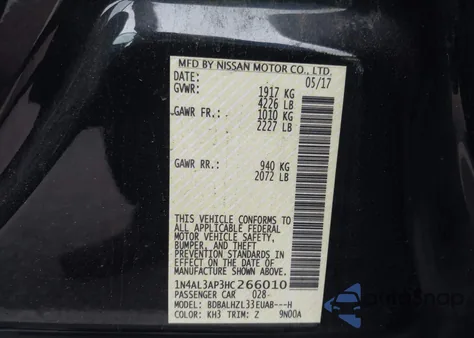 MFD BY NISSAN MOTOR CO., LTD.
DATE: 05/17
GVWR: 1917 KG
4226 LB
GAWR FR.: 1010 KG
2227 LB
GAWR RR.: 940 KG
2072 LB
THIS VEHICLE CONFORMS TO
ALL APPLICABLE FEDERAL
MOTOR VEHICLE SAFETY,
BUMPER, AND THEFT
PREVENTION STANDARDS IN
EFFECT ON THE DATE OF
MANUFACTURE SHOWN ABOVE.
1N4AL3AP3HC266010
PASSENGER CAR 028-
MODEL: BDBALHZL33EUAB---H
COLOR: KH3 TRIM: Z 9N00A